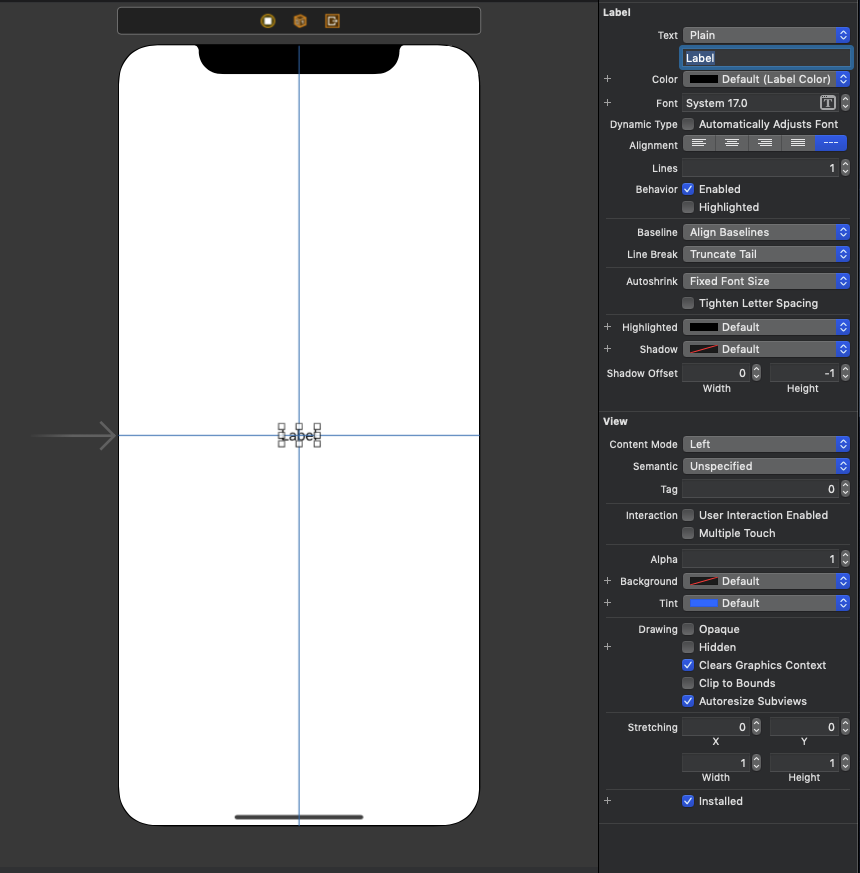 Label
Text Plain
Label
+ Color Default (Label Color)
+ Font System 17.0 T
Dynamic Type Automatically Adjusts Font
Alignment ---
Lines 1
Behavior Enabled
Highlighted
Baseline Align Baselines
Line Break Truncate Tail
Autoshrink Fixed Font Size
Tighten Letter Spacing
+ Highlighted Default
+ Shadow Default
Shadow Offset 0 -1
Width Height
Label
View
Content Mode Left
Semantic Unspecified
Tag 0
Interaction User Interaction Enabled
Multiple Touch
Alpha 1
+ Background Default
+ Tint Default
Drawing Opaque
+ Hidden
Clears Graphics Context
Clip to Bounds
Autoresize Subviews
Stretching 0 0
X Y
1 1
Width Height
+ Installed